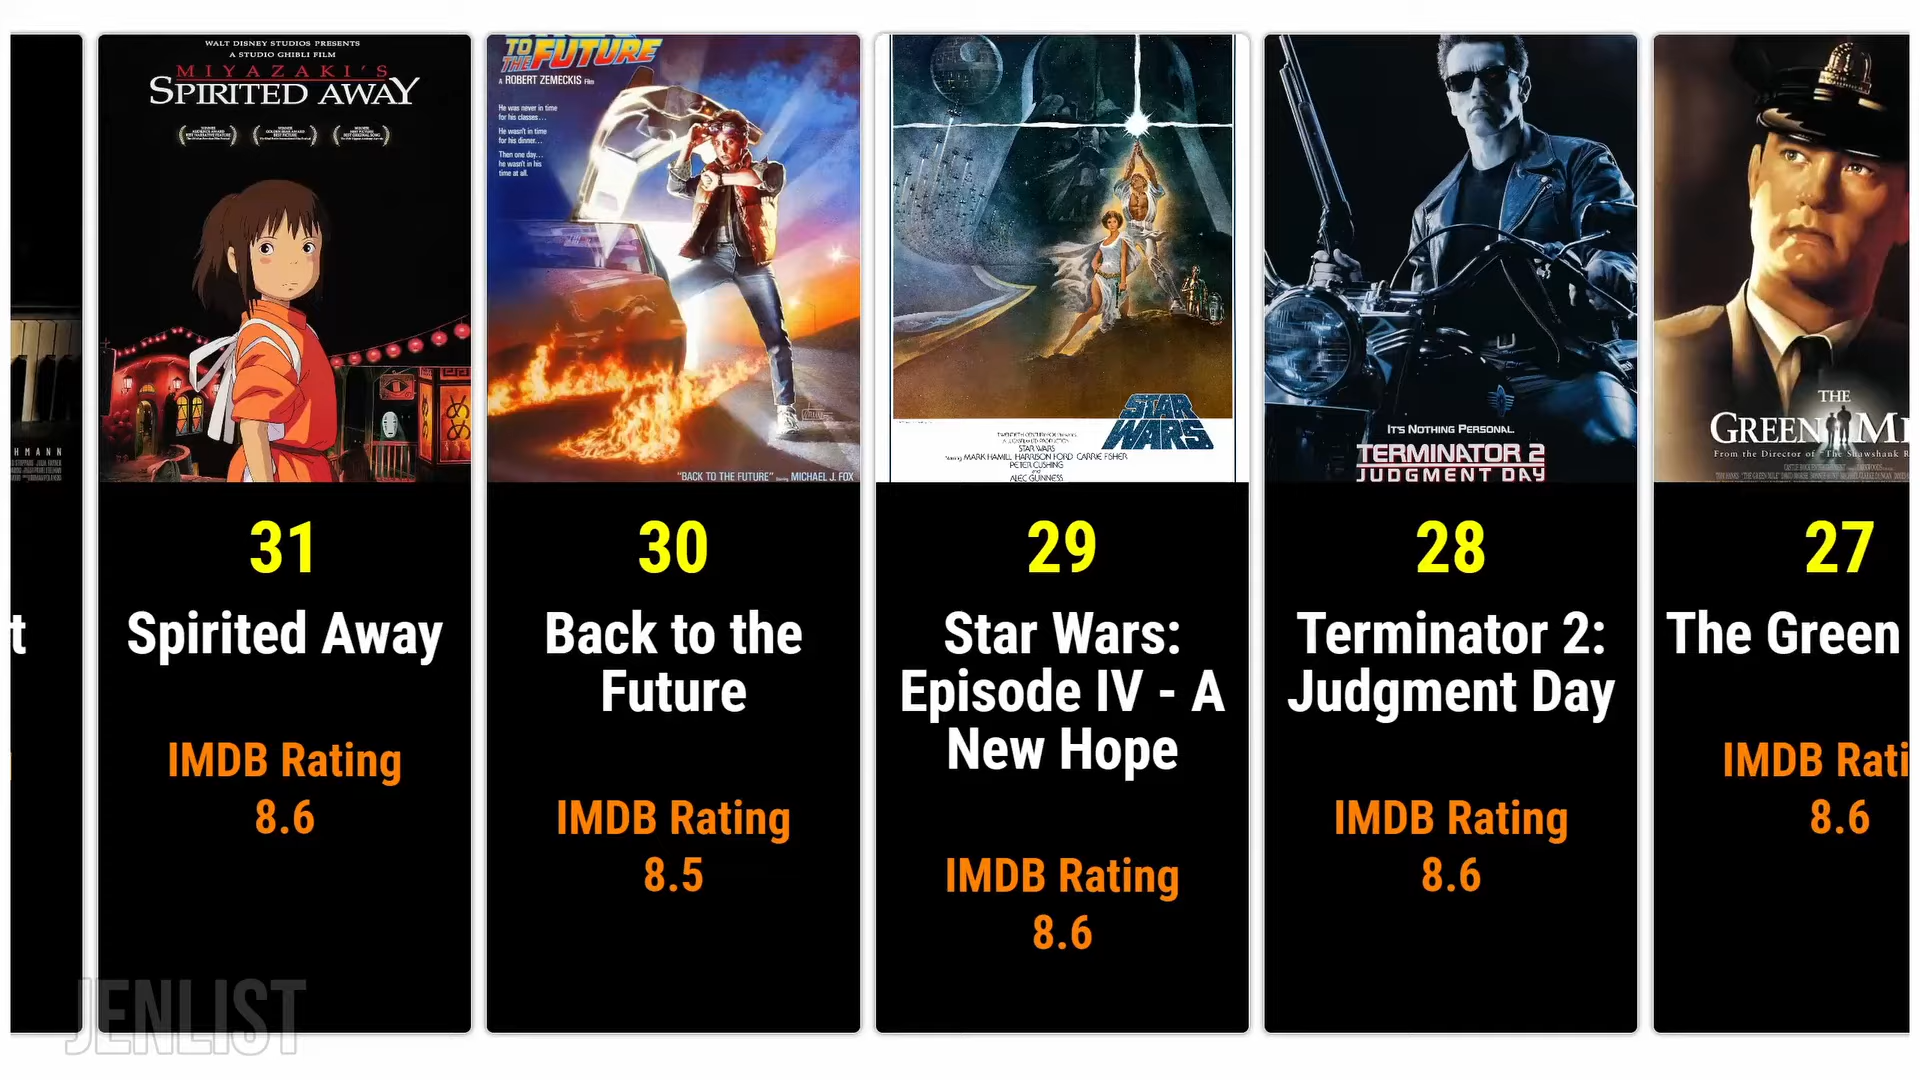 HMANN
t
WALT DISNEY STUDIOS PRESENTS
A STUDIO GHIBLI FILM
MIYAZAKI'S
SPIRITED AWAY
31
Spirited Away
IMDB Rating
8.6
TO
THE FUTURE
A ROBERT ZEMECKIS Film
He was never in time
for his classes...
He wasn't in time
for his dinner...
Then one day...
he wasn't in his
time at all.
"BACK TO THE FUTURE" Starring MICHAEL J. FOX
30
Back to the
Future
IMDB Rating
8.5
STAR
WARS
STAR WARS
Starring MARK HAMILL HARRISON FORD CARRIE FISHER
PETER CUSHING
and
ALEC GUINNESS
29
Star Wars:
Episode IV - A
New Hope
IMDB Rating
8.6
IT'S NOTHING PERSONAL.
TERMINATOR 2
JUDGMENT DAY
28
Terminator 2:
Judgment Day
IMDB Rating
8.6
THE
GREEN MI
From the Director of "The Shawshank R
27
The Green
IMDB Rati
8.6
JENLIST